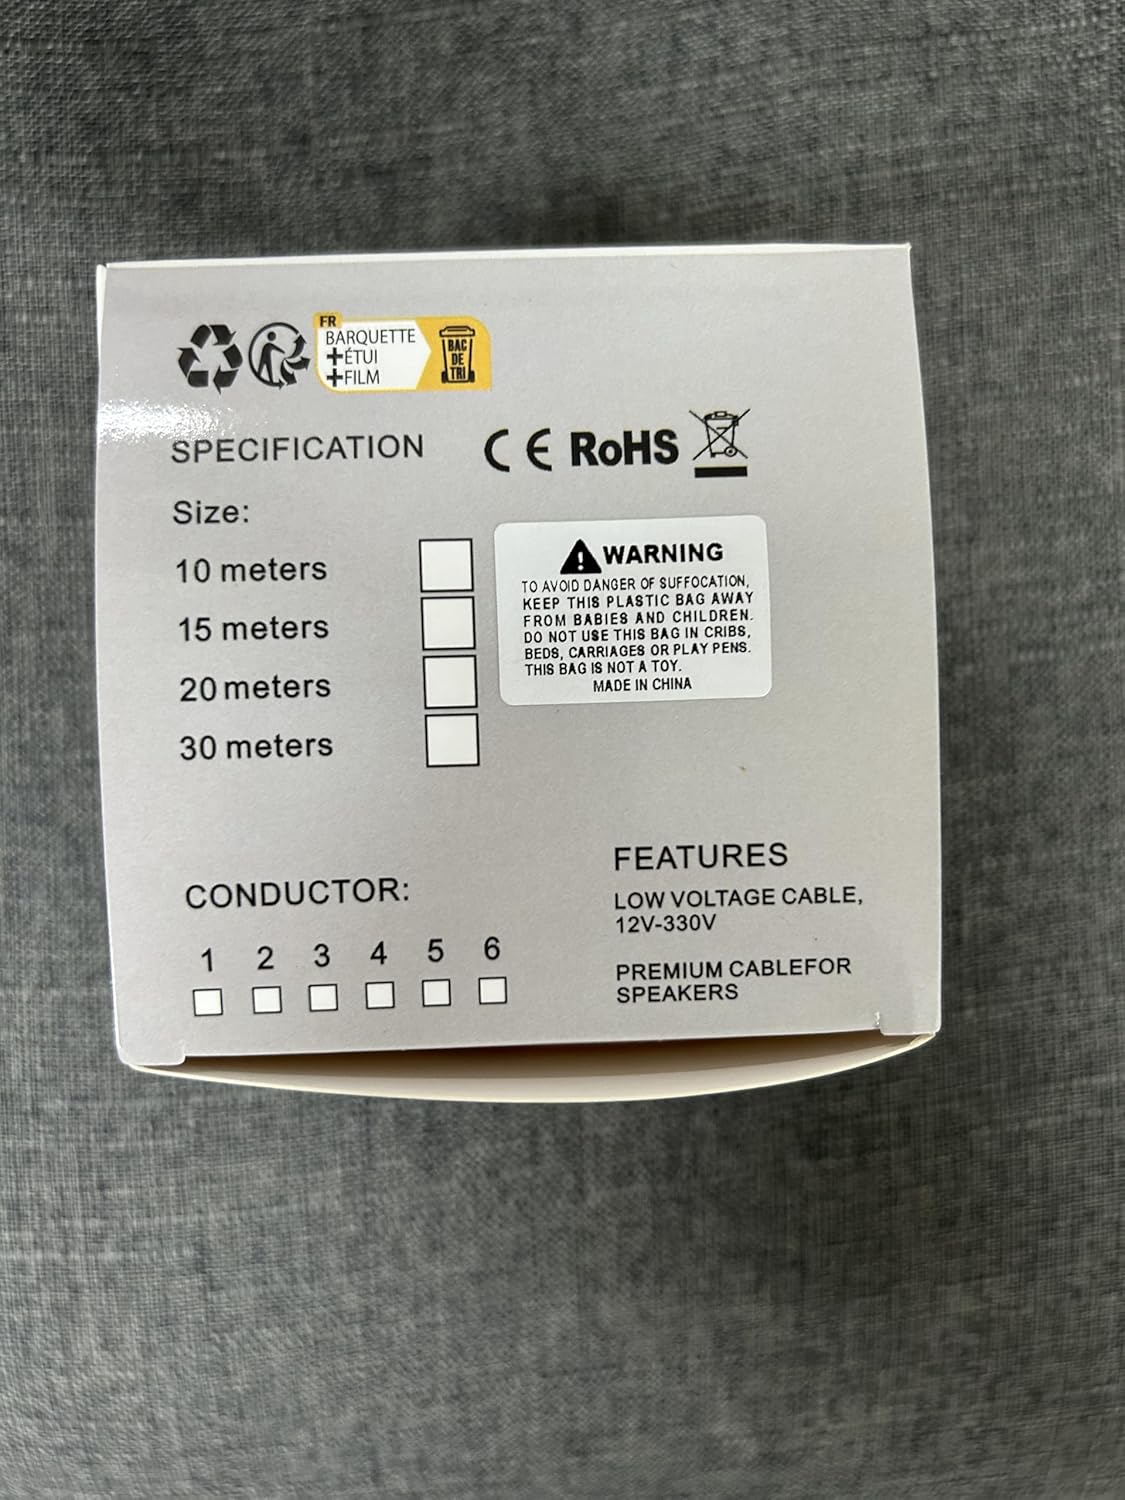 FR
BARQUETTE
+ÉTUI
+FILM
BAC
DE
TRI
SPECIFICATION
CE RoHS
Size:
10 meters
15 meters
20 meters
30 meters
WARNING
TO AVOID DANGER OF SUFFOCATION,
KEEP THIS PLASTIC BAG AWAY
FROM BABIES AND CHILDREN.
DO NOT USE THIS BAG IN CRIBS,
BEDS, CARRIAGES OR PLAY PENS.
THIS BAG IS NOT A TOY.
MADE IN CHINA
CONDUCTOR:
1 2 3 4 5 6
FEATURES
LOW VOLTAGE CABLE,
12V-330V
PREMIUM CABLEFOR
SPEAKERS